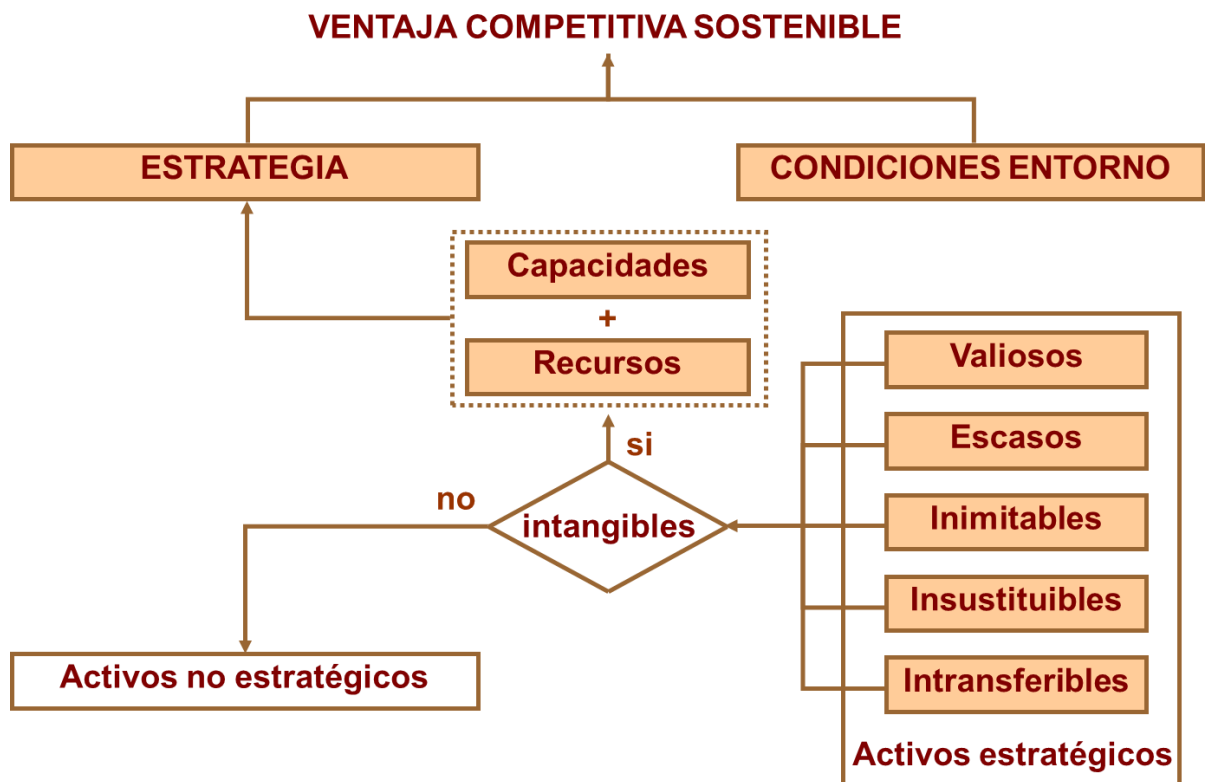 VENTAJA COMPETITIVA SOSTENIBLE
ESTRATEGIA
CONDICIONES ENTORNO
Capacidades
+
Recursos
si
no
intangibles
Valiosos
Escasos
Inimitables
Insustituibles
Intransferibles
Activos estratégicos
Activos no estratégicos